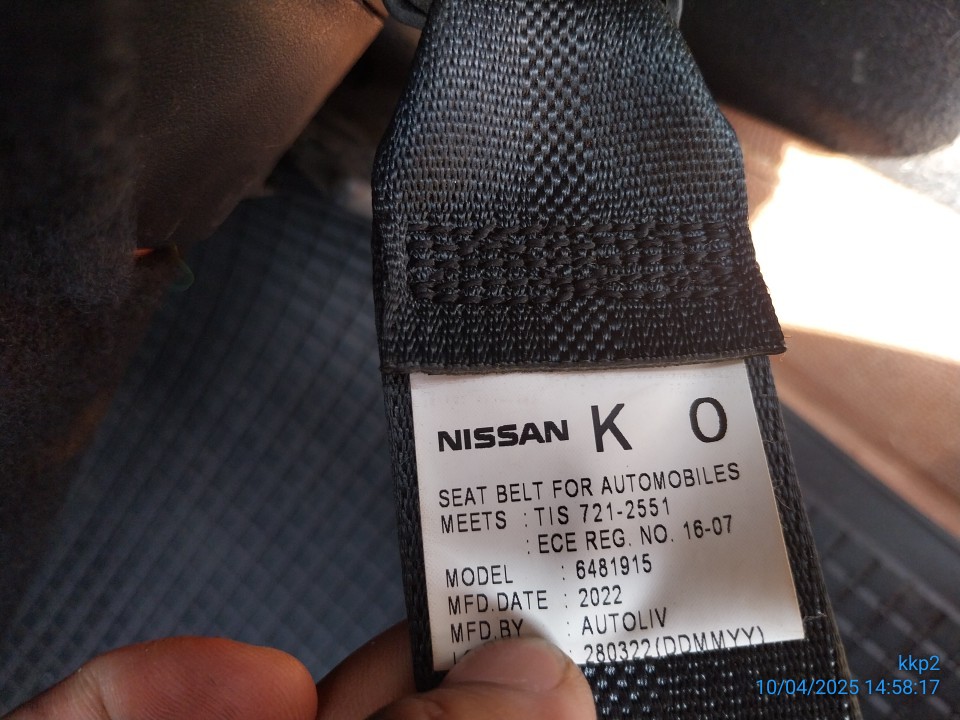 NISSAN K O
SEAT BELT FOR AUTOMOBILES
MEETS : TIS 721-2551
: ECE REG. NO. 16-07
MODEL : 6481915
MFD.DATE : 2022
MFD.BY : AUTOLIV
280322(DDMMYY)
kkp2
10/04/2025 14:58:17